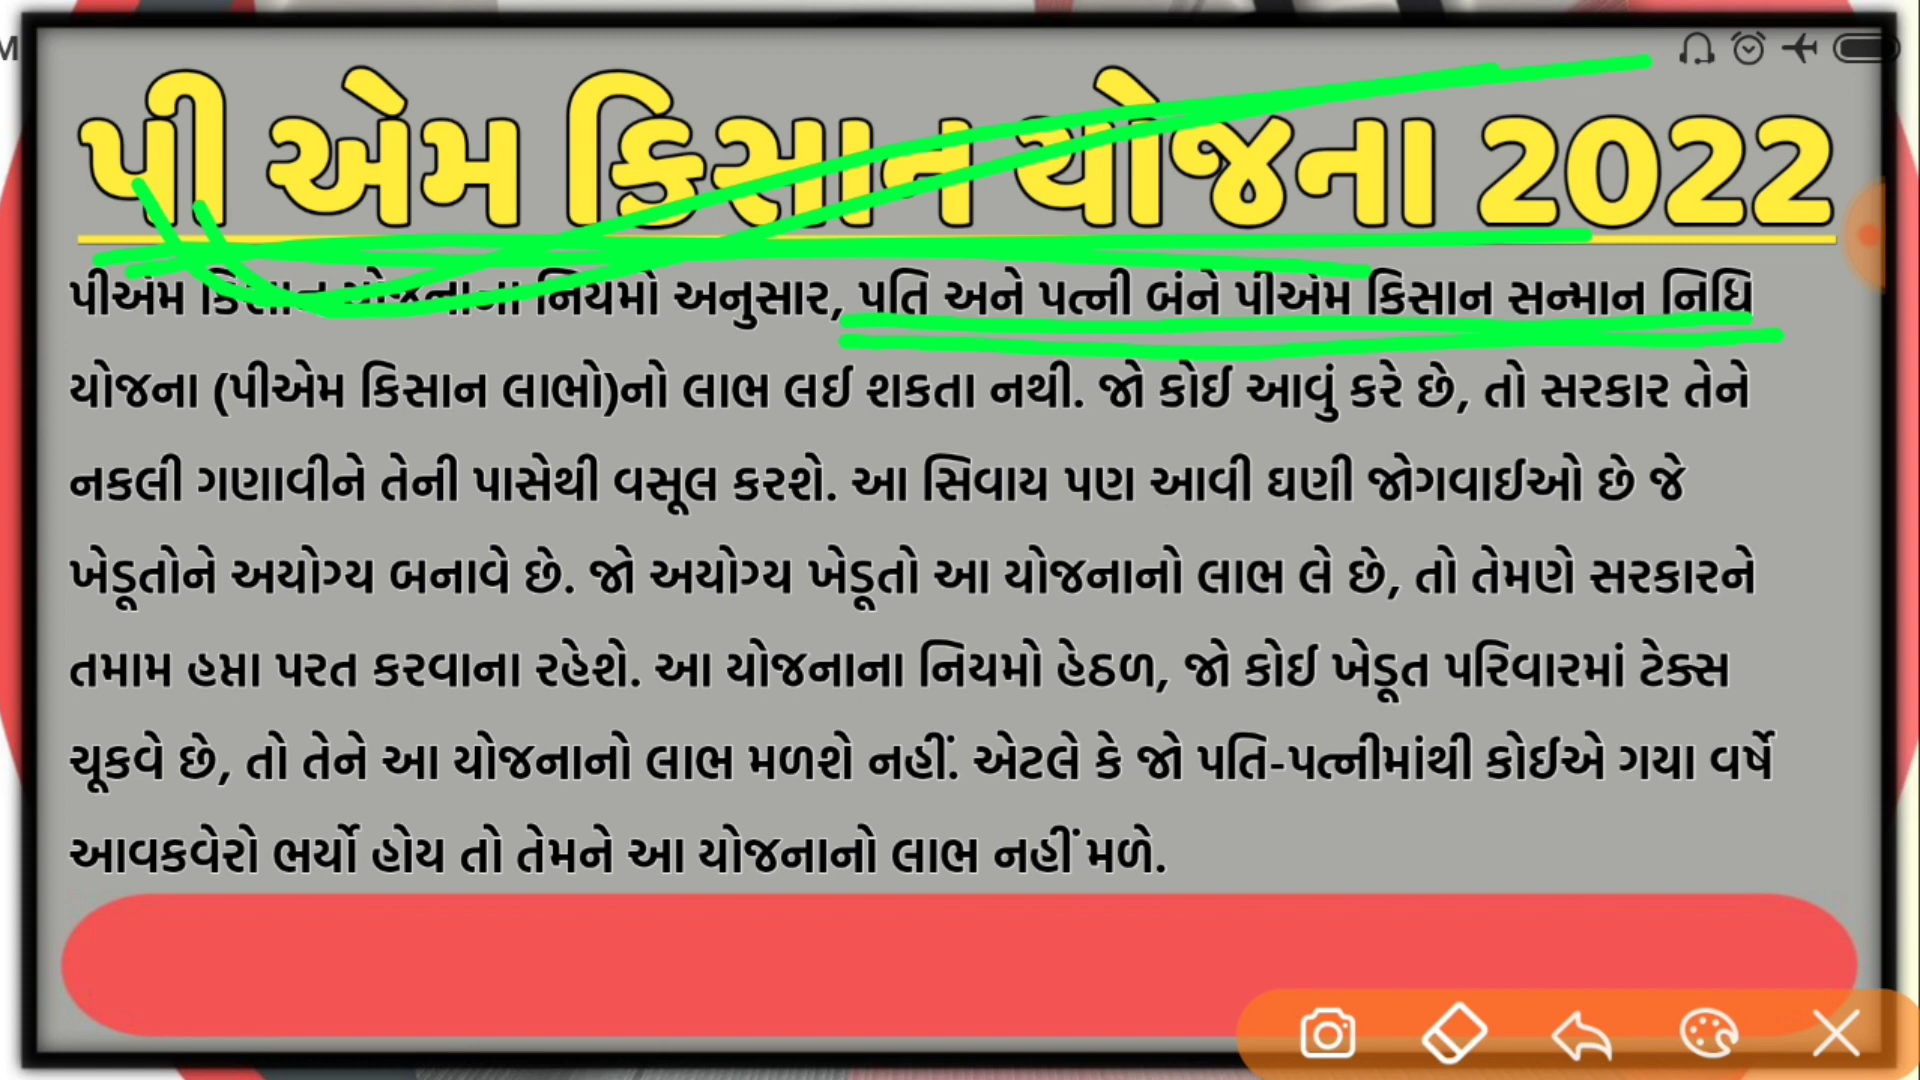 M
પી એમ કિસાન યોજના 2022
પીએમ કિસાન યોજનાના નિયમો અનુસાર, પતિ અને પત્ની બંને પીએમ કિસાન સન્માન નિધિ
યોજના (પીએમ કિસાન લાભો)નો લાભ લઈ શકતા નથી. જો કોઈ આવું કરે છે, તો સરકાર તેને
નકલી ગણાવીને તેની પાસેથી વસૂલ કરશે. આ સિવાય પણ આવી ઘણી જોગવાઈઓ છે જે
ખેડૂતોને અયોગ્ય બનાવે છે. જો અયોગ્ય ખેડૂતો આ યોજનાનો લાભ લે છે, તો તેમણે સરકારને
તમામ હપ્તા પરત કરવાના રહેશે. આ યોજનાના નિયમો હેઠળ, જો કોઈ ખેડૂત પરિવારમાં ટેક્સ
ચૂકવે છે, તો તેને આ યોજનાનો લાભ મળશે નહીં. એટલે કે જો પતિ-પત્નીમાંથી કોઈએ ગયા વર્ષે
આવકવેરો ભર્યો હોય તો તેમને આ યોજનાનો લાભ નહીં મળે.